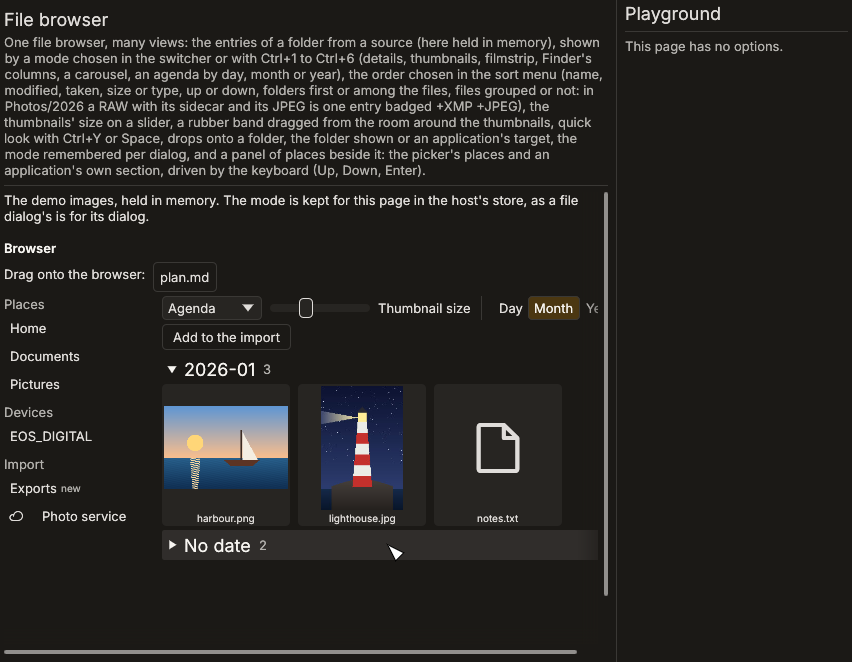 File browser
One file browser, many views: the entries of a folder from a source (here held in memory), shown
by a mode chosen in the switcher or with Ctrl+1 to Ctrl+6 (details, thumbnails, filmstrip, Finder's
columns, a carousel, an agenda by day, month or year), the order chosen in the sort menu (name,
modified, taken, size or type, up or down, folders first or among the files, files grouped or not: in
Photos/2026 a RAW with its sidecar and its JPEG is one entry badged +XMP +JPEG), the
thumbnails' size on a slider, a rubber band dragged from the room around the thumbnails, quick
look with Ctrl+Y or Space, drops onto a folder, the folder shown or an application's target, the
mode remembered per dialog, and a panel of places beside it: the picker's places and an
application's own section, driven by the keyboard (Up, Down, Enter).
The demo images, held in memory. The mode is kept for this page in the host's store, as a file
dialog's is for its dialog.
Browser
Drag onto the browser: plan.md
Places
Home
Documents
Pictures
Devices
EOS_DIGITAL
Import
Exports new
Photo service
Agenda Thumbnail size Day Month Ye
Add to the import
2026-01 3
harbour.png lighthouse.jpg notes.txt
No date 2
Playground
This page has no options.